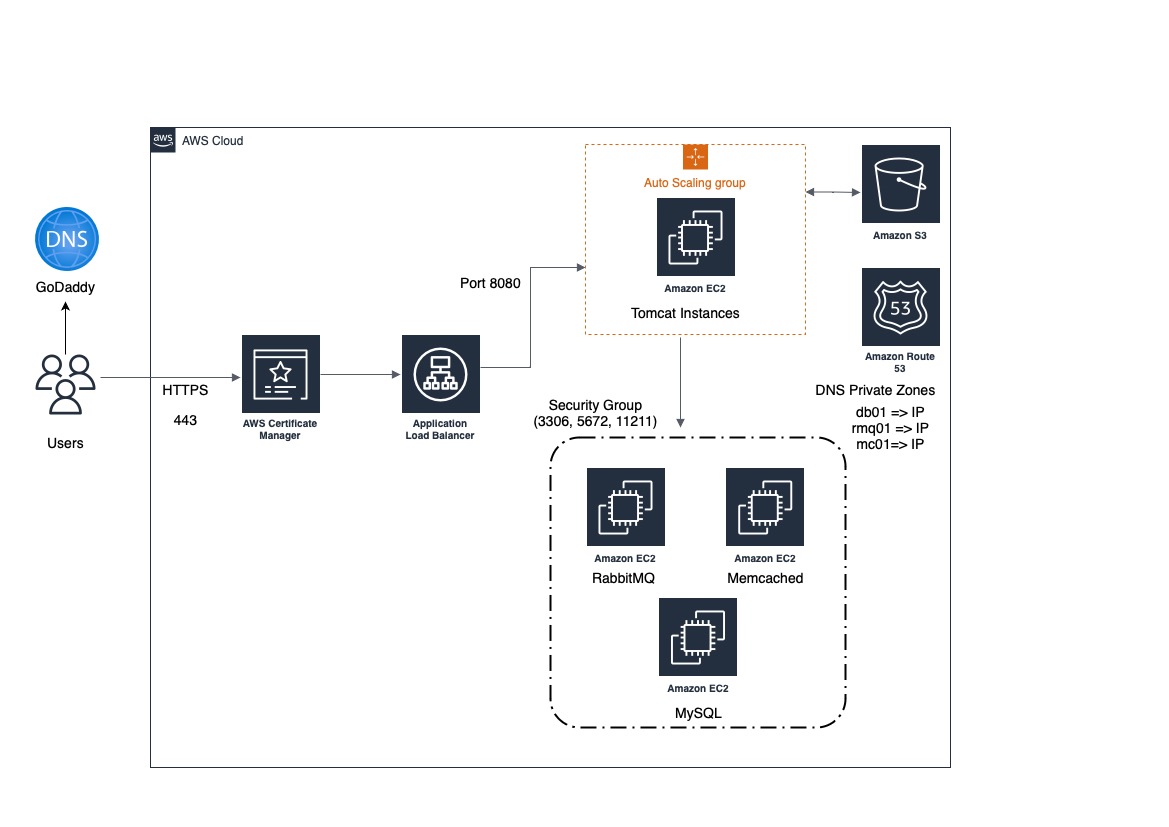 aws
AWS Cloud
DNS
GoDaddy
Users
HTTPS
443
AWS Certificate
Manager
Application
Load Balancer
Port 8080
Auto Scaling group
Amazon EC2
Tomcat Instances
Amazon S3
53
Amazon Route
53
DNS Private Zones
db01 => IP
rmq01 => IP
mc01=> IP
Security Group
(3306, 5672, 11211)
Amazon EC2
RabbitMQ
Amazon EC2
Memcached
Amazon EC2
MySQL